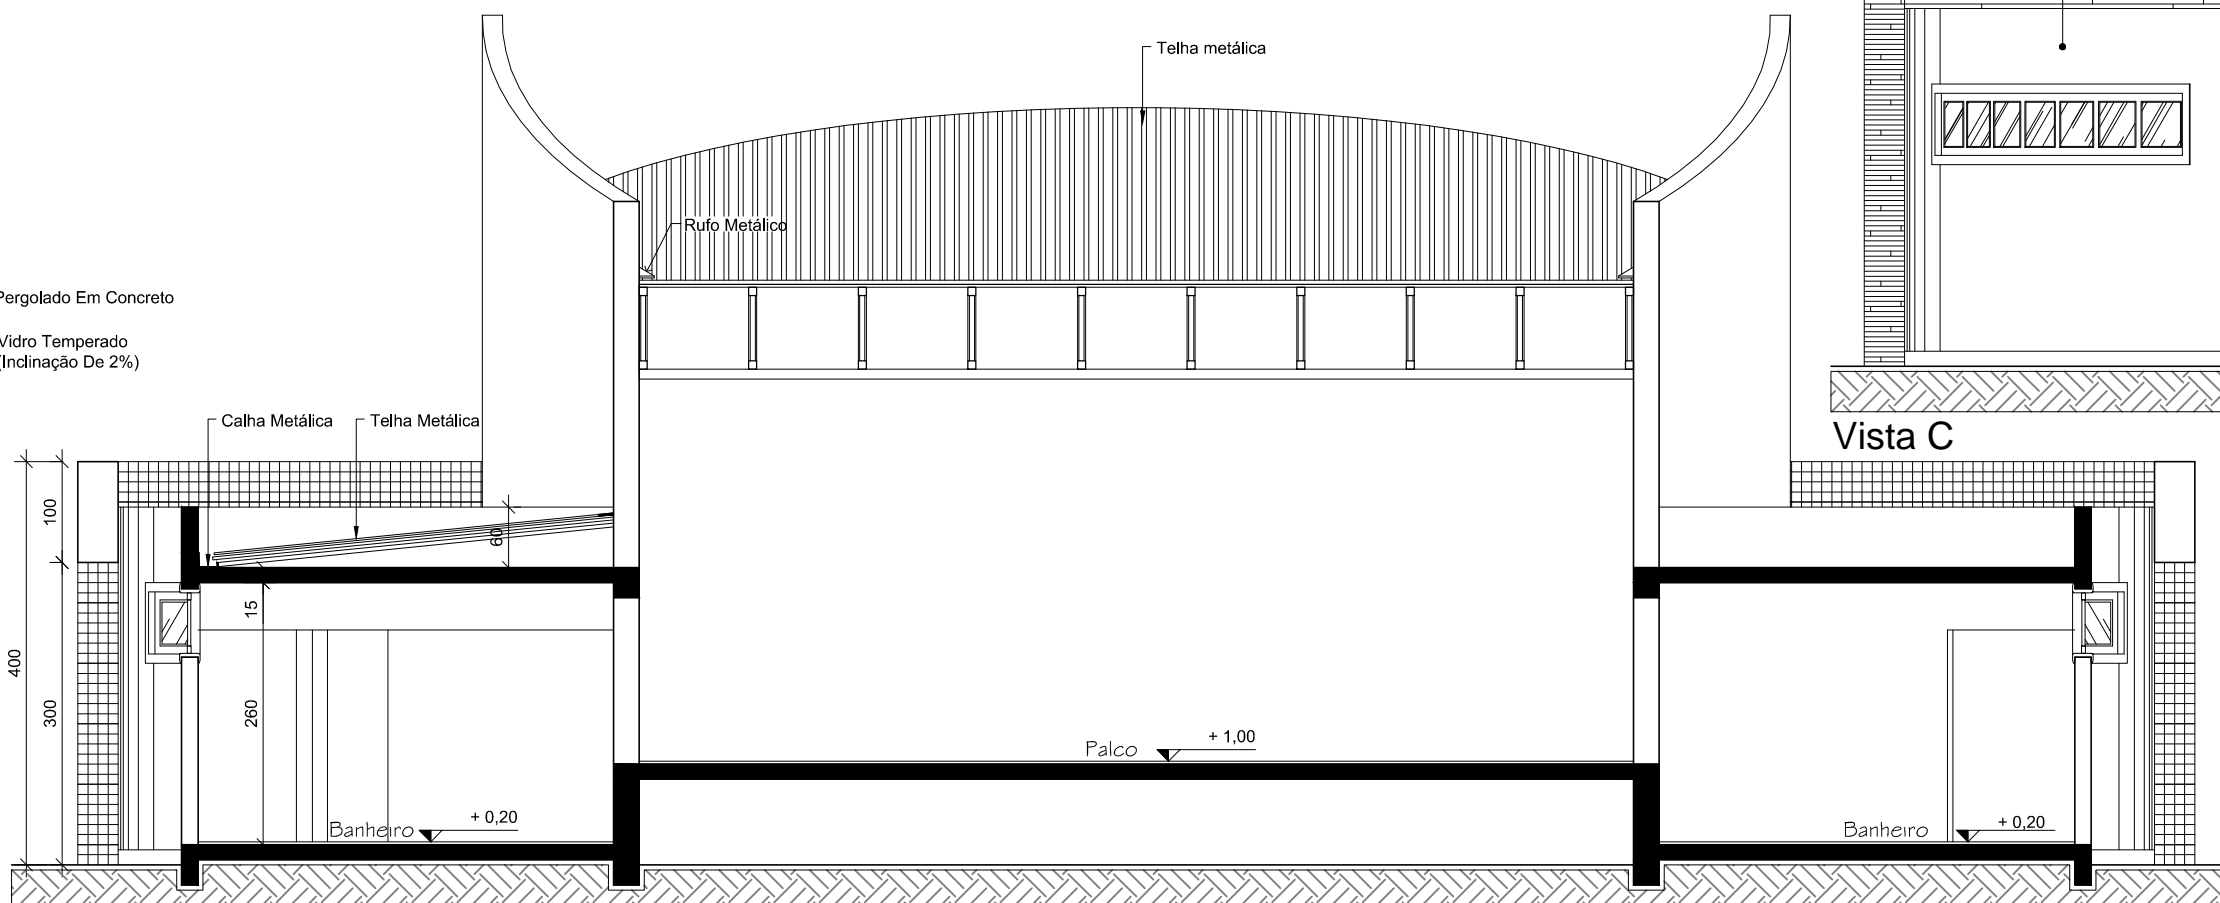 Telha metálica
Rufo Metálico
Pergolado Em Concreto
Vidro Temperado
(Inclinação De 2%)
Calha Metálica
Telha Metálica
Vista C
100
60
15
400
300
260
Palco
+ 1,00
Banheiro
+ 0,20
Banheiro
+ 0,20